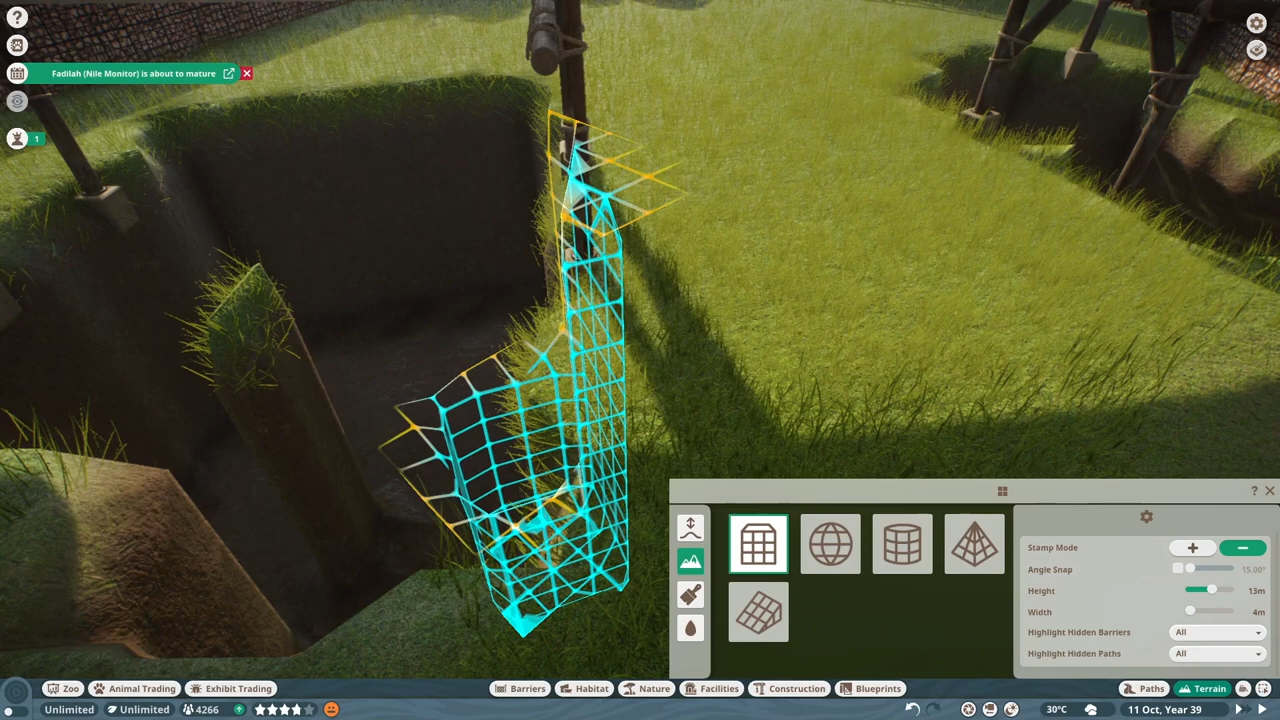 ?
Fadilah (Nile Monitor) is about to mature
1
?
Stamp Mode
Angle Snap 15.00°
Height 13m
Width 4m
Highlight Hidden Barriers All
Highlight Hidden Paths All
Zoo Animal Trading Exhibit Trading Barriers Habitat Nature Facilities Construction Blueprints Paths Terrain
Unlimited Unlimited 4266 30°C 11 Oct, Year 39